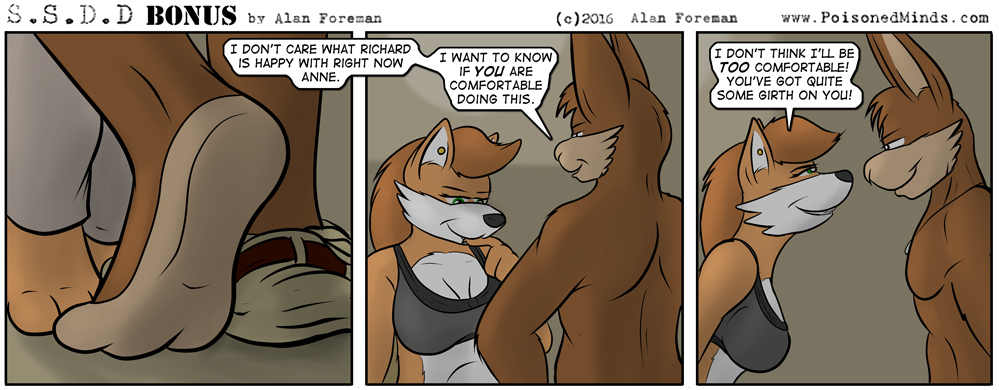 S.S.D.D BONUS by Alan Foreman (c)2016 Alan Foreman www.PoisonedMinds.com
I DON'T CARE WHAT RICHARD
IS HAPPY WITH RIGHT NOW
ANNE.
I WANT TO KNOW
IF YOU ARE
COMFORTABLE
DOING THIS.
I DON'T THINK I'LL BE
TOO COMFORTABLE!
YOU'VE GOT QUITE
SOME GIRTH ON YOU!